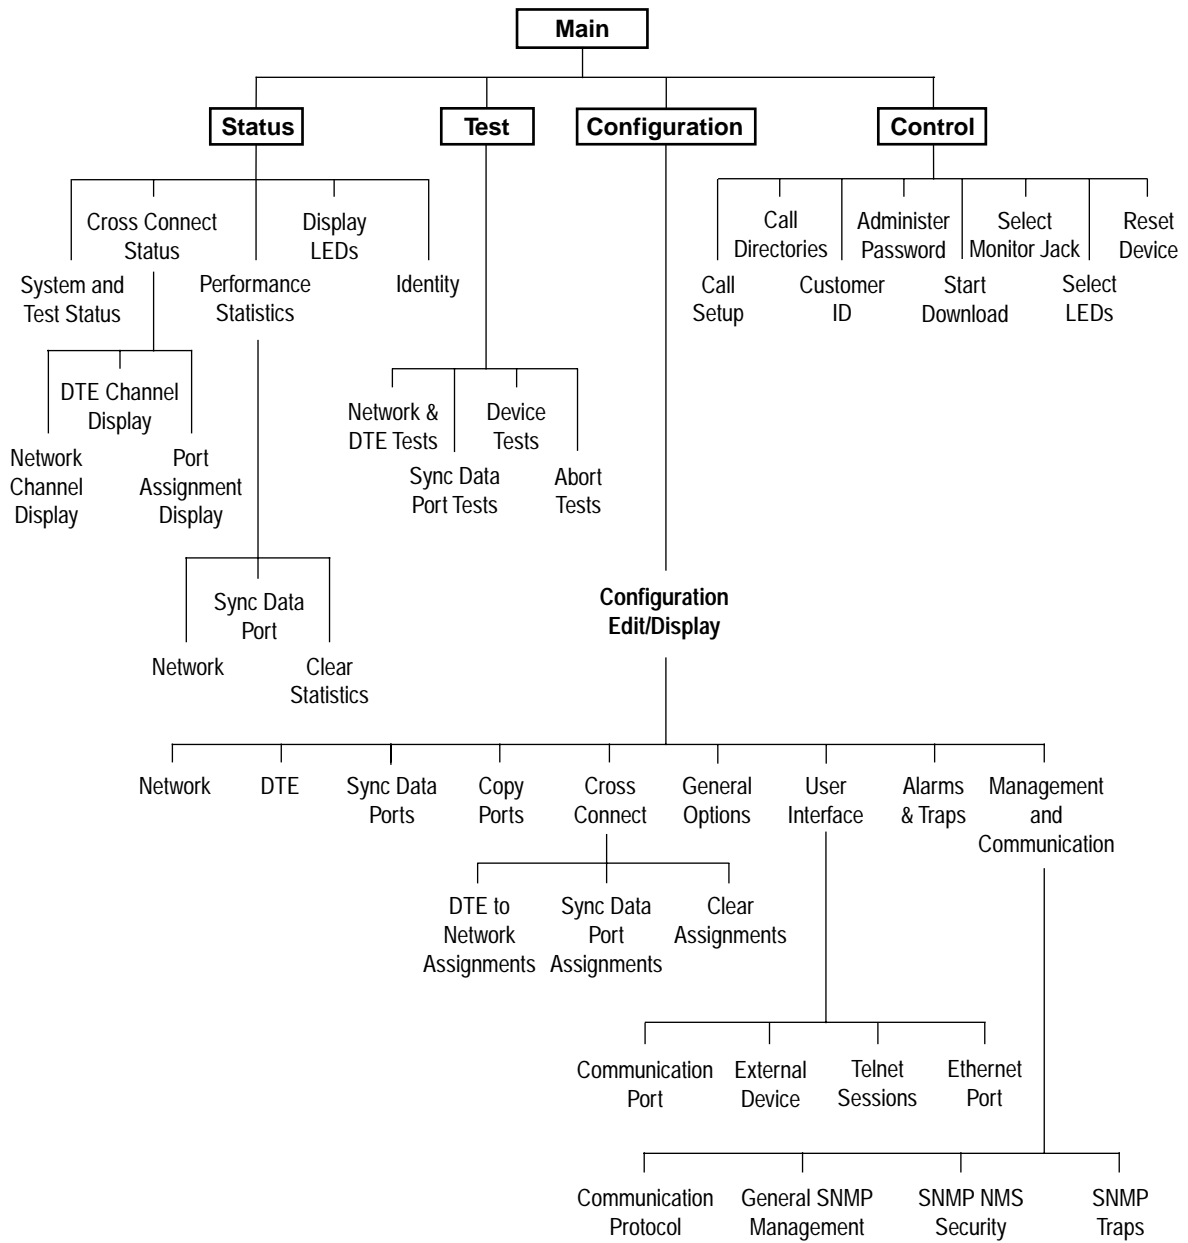 Main
Status
Test
Configuration
Control
Cross Connect
Status
Display
LEDs
System and
Test Status
Performance
Statistics
Identity
Call
Directories
Administer
Password
Select
Monitor Jack
Reset
Device
Call
Setup
Customer
ID
Start
Download
Select
LEDs
DTE Channel
Display
Network
Channel
Display
Port
Assignment
Display
Network &
DTE Tests
Device
Tests
Sync Data
Port Tests
Abort
Tests
Sync Data
Port
Network
Clear
Statistics
Configuration
Edit/Display
Network
DTE
Sync Data
Ports
Copy
Ports
Cross
Connect
General
Options
User
Interface
Alarms
& Traps
Management
and
Communication
DTE to
Network
Assignments
Sync Data
Port
Assignments
Clear
Assignments
Communication
Port
External
Device
Telnet
Sessions
Ethernet
Port
Communication
Protocol
General SNMP
Management
SNMP NMS
Security
SNMP
Traps